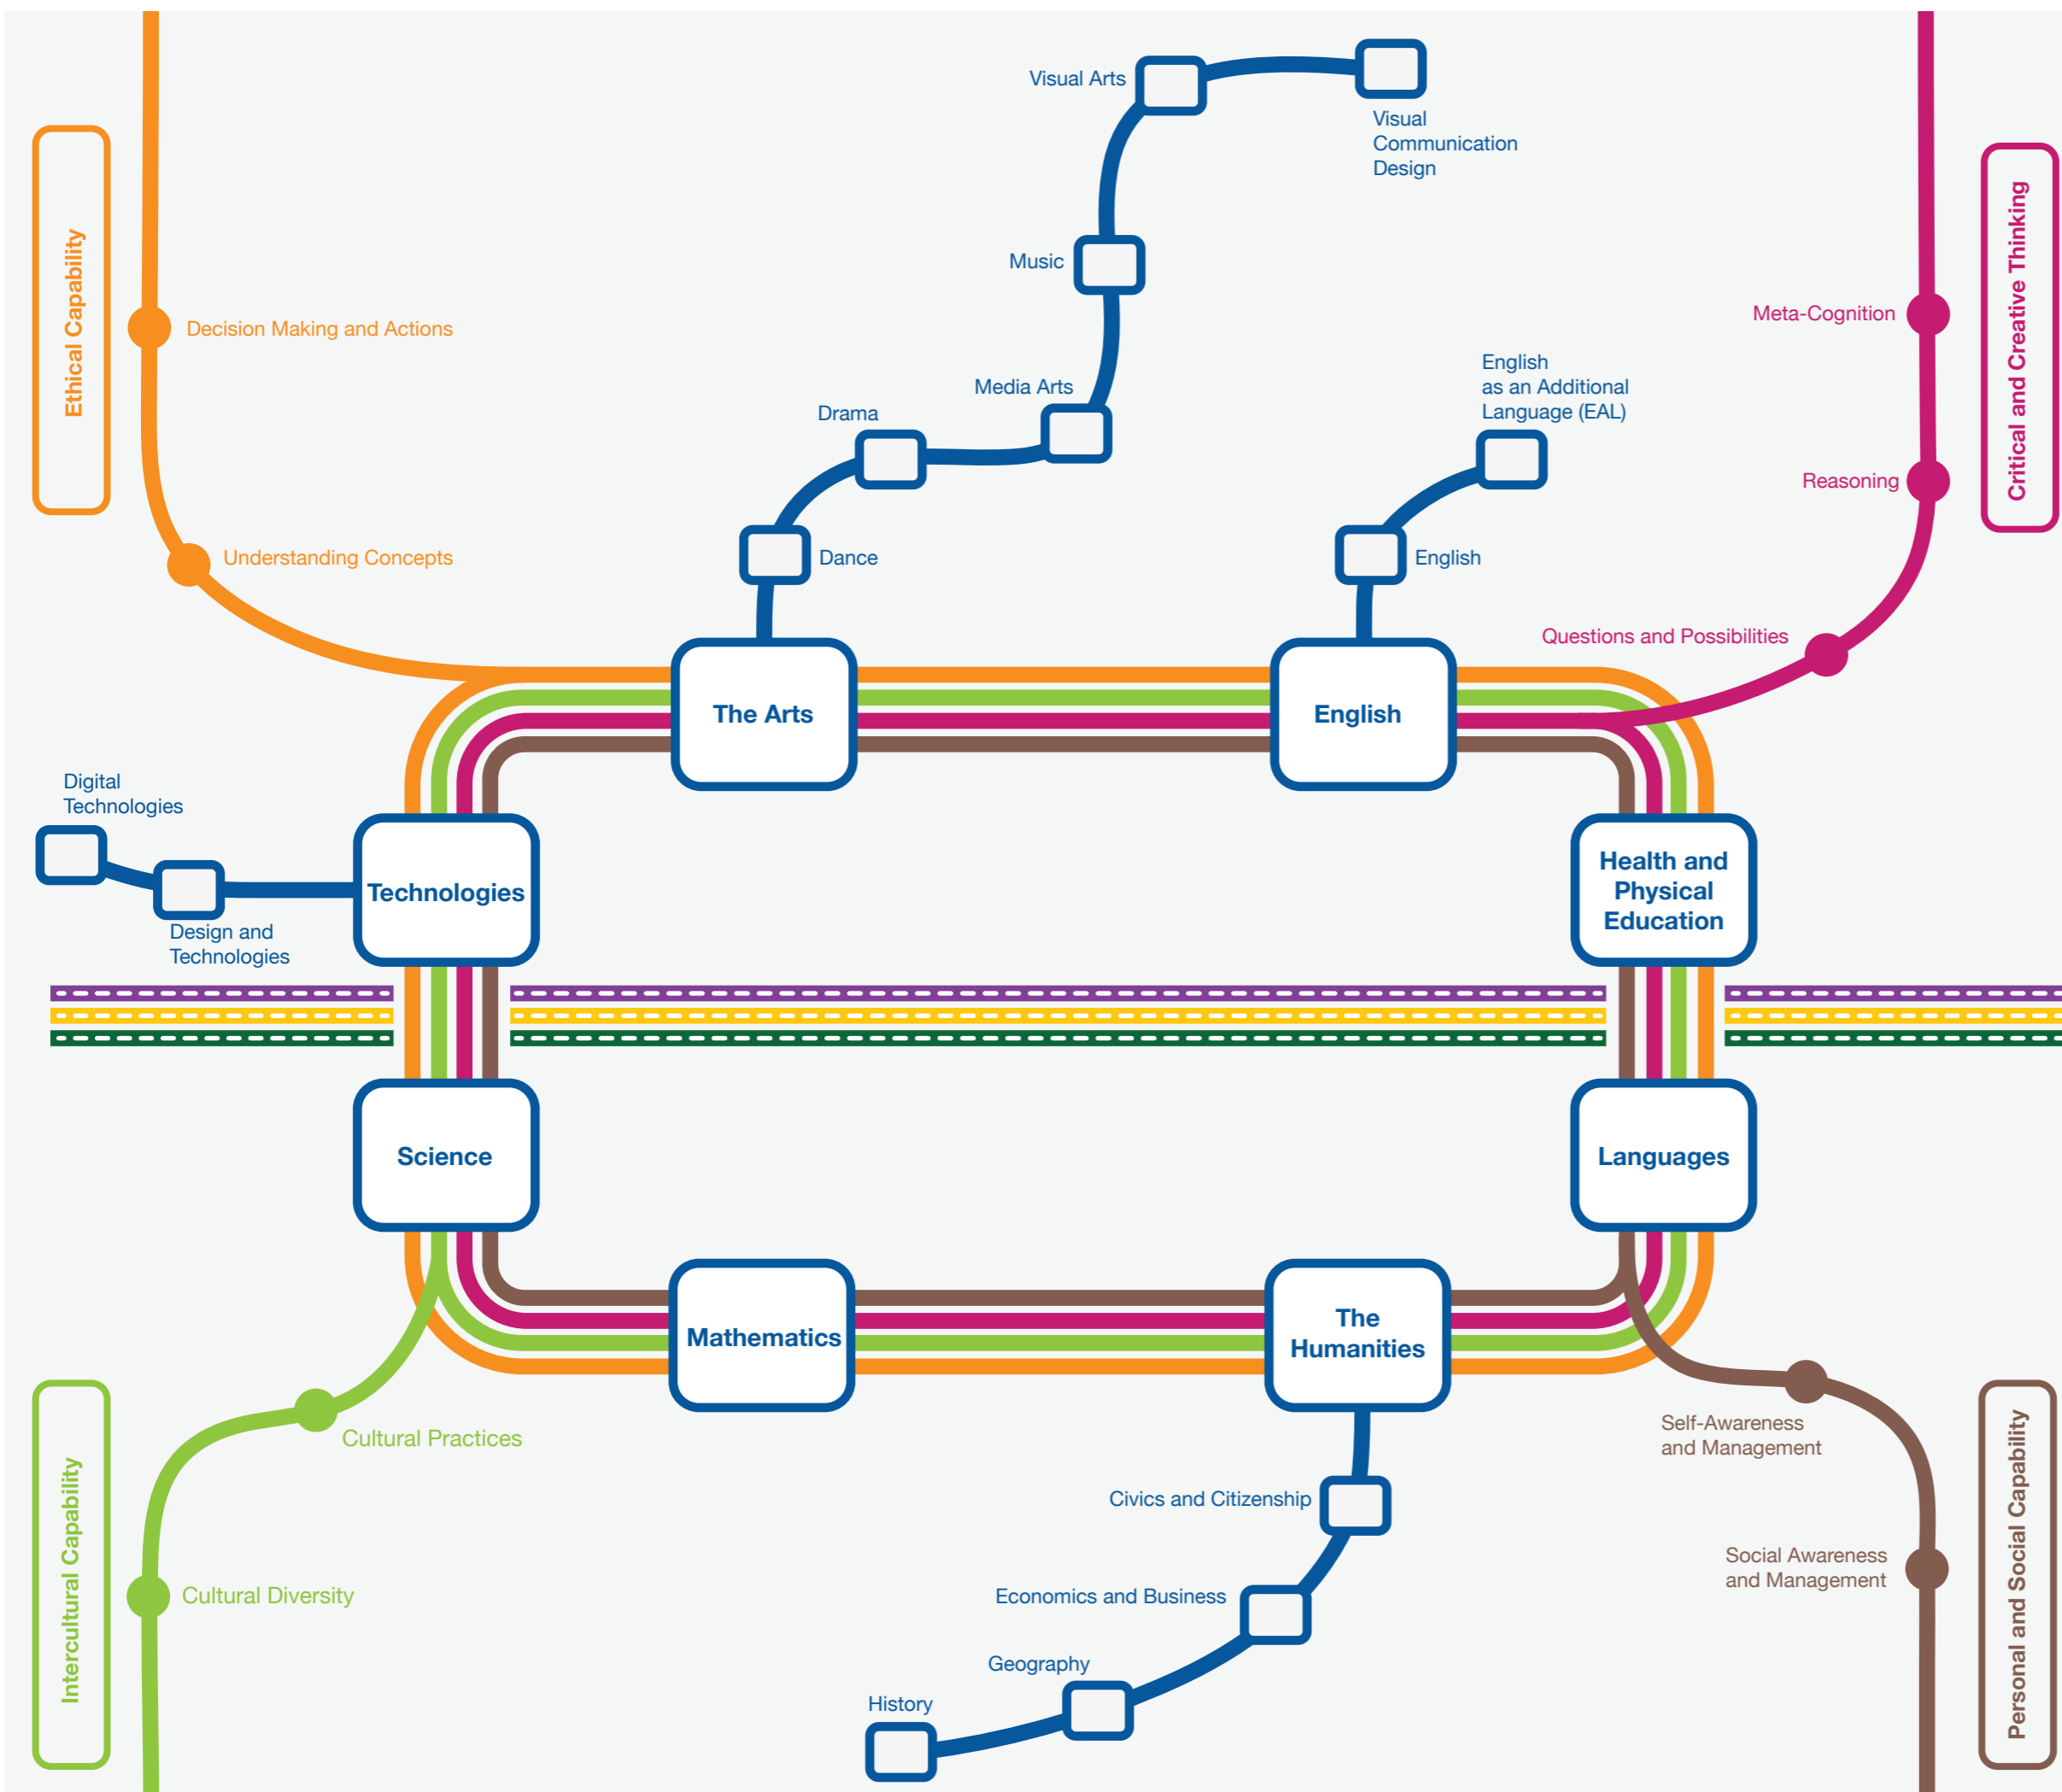 Visual Arts
Visual
Communication
Design
Ethical Capability
Critical and Creative Thinking
Music
Meta-Cognition
Decision Making and Actions
English
as an Additional
Language (EAL)
Media Arts
Drama
Reasoning
Understanding Concepts
Dance
English
Questions and Possibilities
The Arts
English
Digital
Technologies
Technologies
Health and
Physical
Education
Design and
Technologies
Science
Languages
Mathematics
The
Humanities
Cultural Practices
Self-Awareness
and Management
Intercultural Capability
Personal and Social Capability
Civics and Citizenship
Social Awareness
and Management
Cultural Diversity
Economics and Business
Geography
History